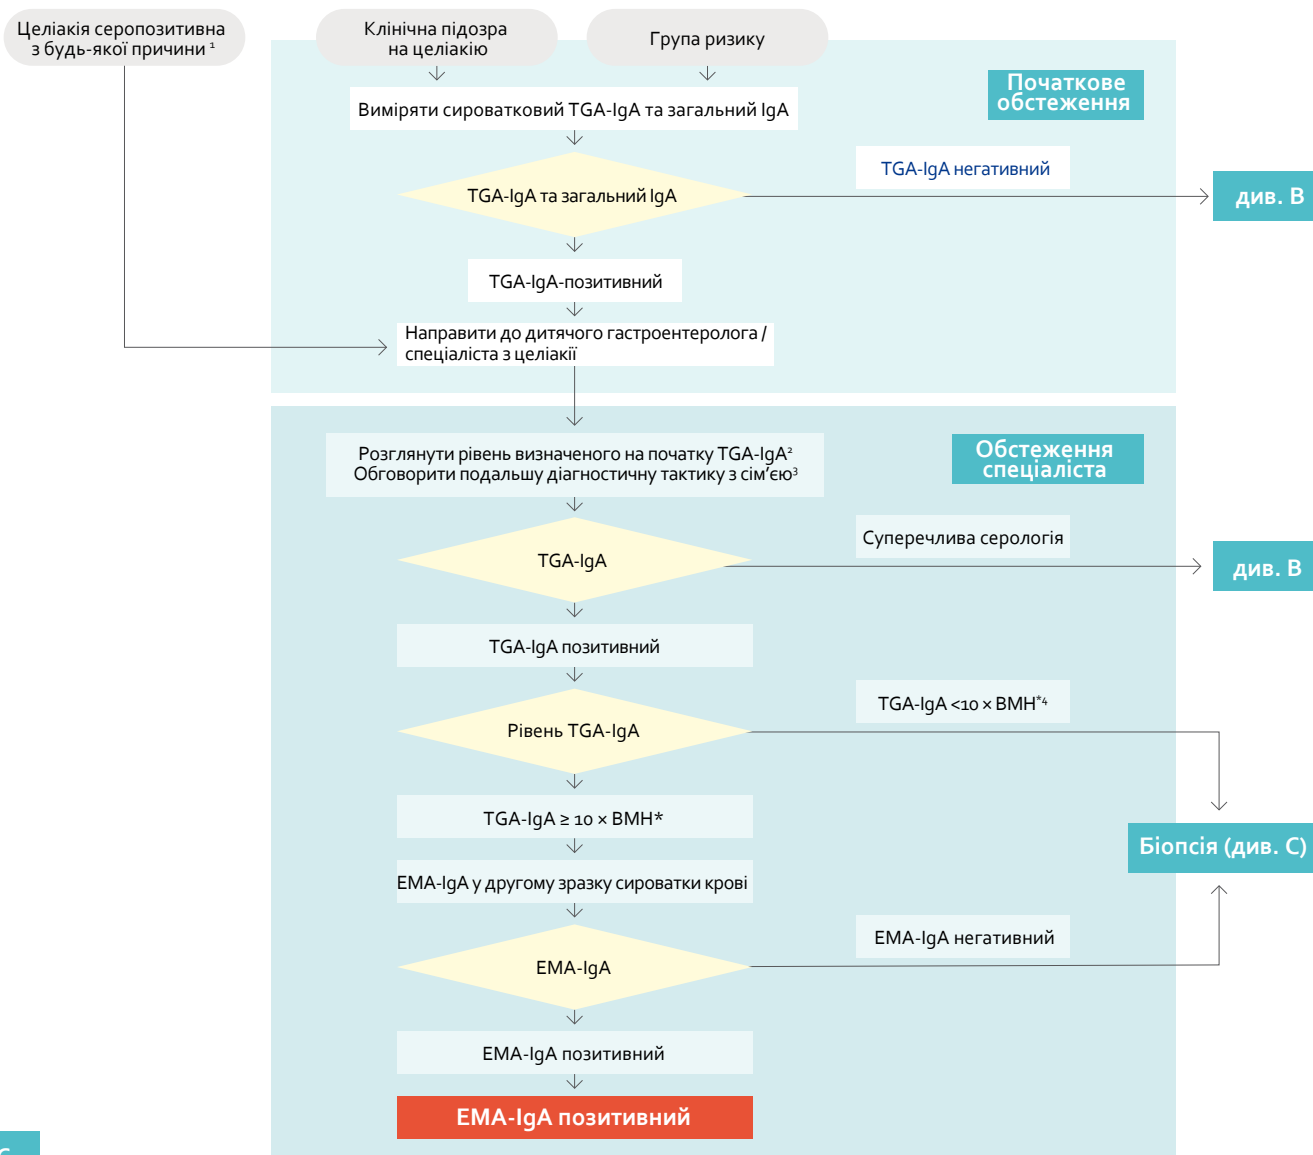 Целіакія серопозитивна
з будь-якої причини ¹
Клінічна підозра
на целіакію
Група ризику
Початкове
обстеження
Виміряти сироватковий TGA-IgA та загальний IgA
TGA-IgA та загальний IgA
TGA-IgA негативний
див. В
TGA-IgA-позитивний
Направити до дитячого гастроентеролога /
спеціаліста з целіакії
Обстеження
спеціаліста
Розглянути рівень визначеного на початку TGA-IgA²
Обговорити подальшу діагностичну тактику з сім’єю³
TGA-IgA
Суперечлива серологія
див. В
TGA-IgA позитивний
Рівень TGA-IgA
TGA-IgA <10 × ВМН*⁴
TGA-IgA ≥ 10 × ВМН*
Біопсія (див. С)
EMA-IgA у другому зразку сироватки крові
EMA-IgA
EMA-IgA негативний
EMA-IgA позитивний
EMA-IgA позитивний